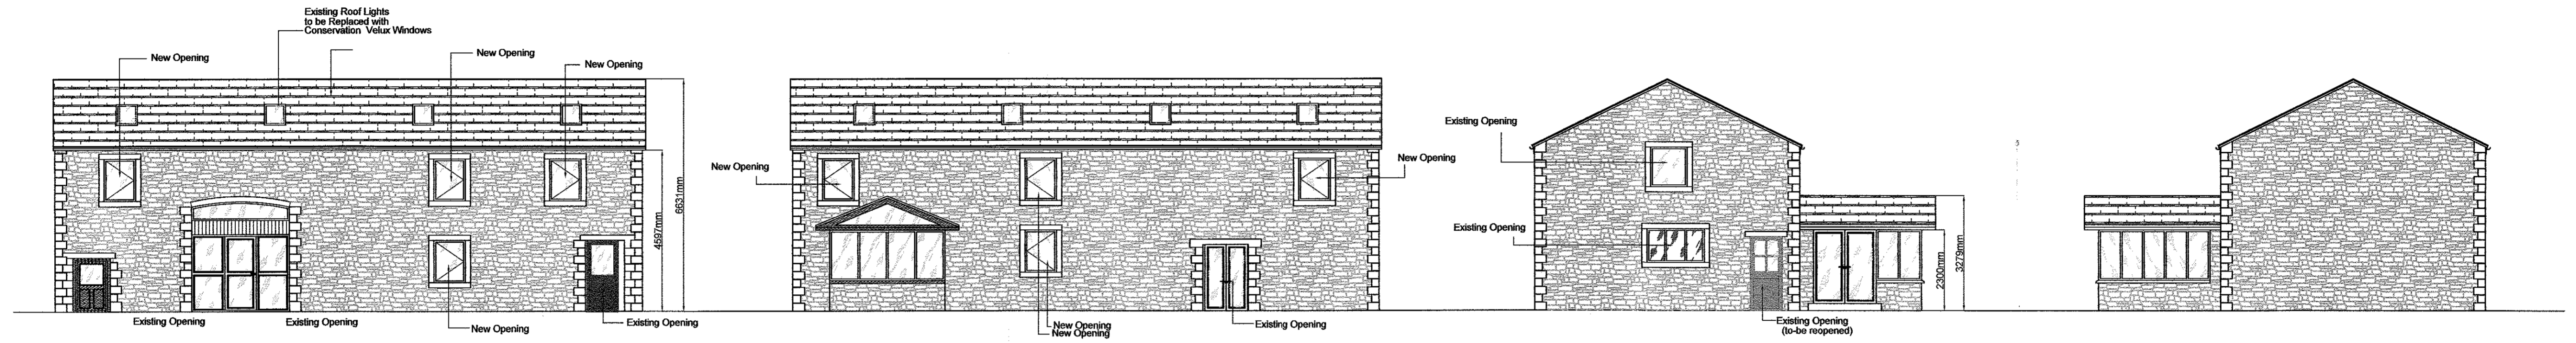 Existing Roof Lights
to be Replaced with
Conservation Velux Windows
New Opening
New Opening
New Opening
6631mm
4597mm
Existing Opening
Existing Opening
New Opening
Existing Opening
New Opening
New Opening
New Opening
New Opening
Existing Opening
Existing Opening
Existing Opening
2300mm
3279mm
Existing Opening
(to-be reopened)